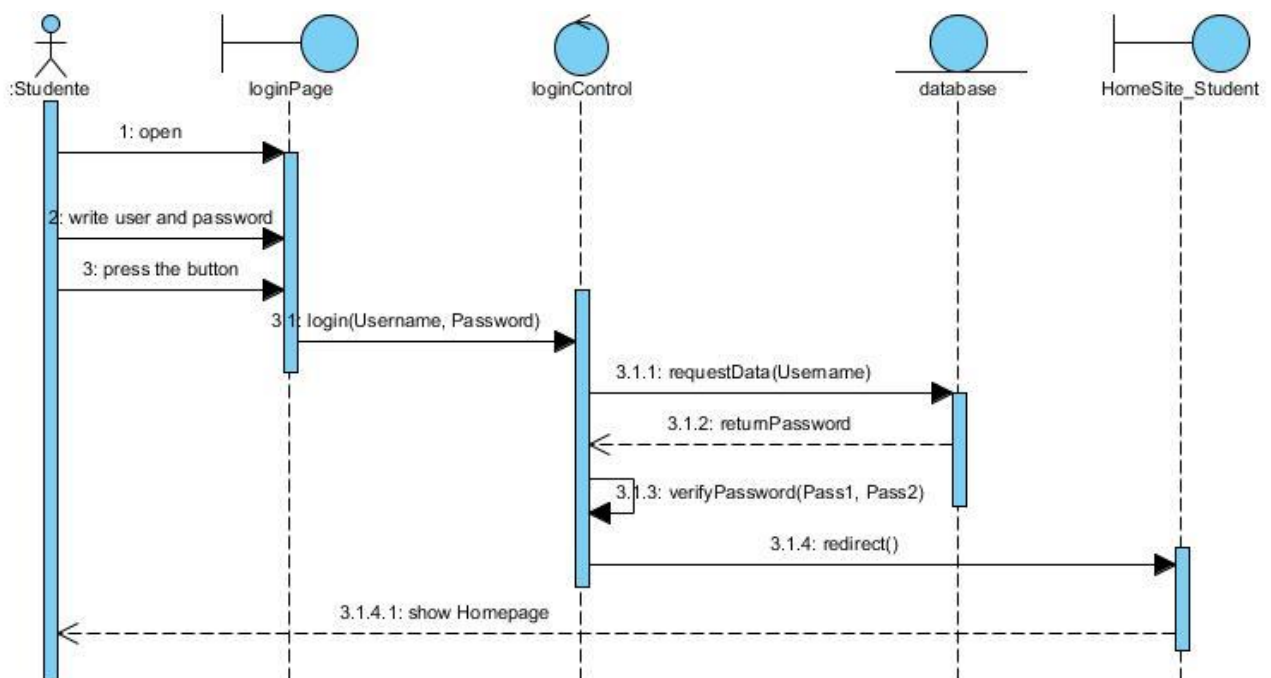 :Studente
loginPage
loginControl
database
HomeSite_Student
1: open
2: write user and password
3: press the button
3.1: login(Username, Password)
3.1.1: requestData(Username)
3.1.2: returnPassword
3.1.3: verifyPassword(Pass1, Pass2)
3.1.4: redirect()
3.1.4.1: show Homepage